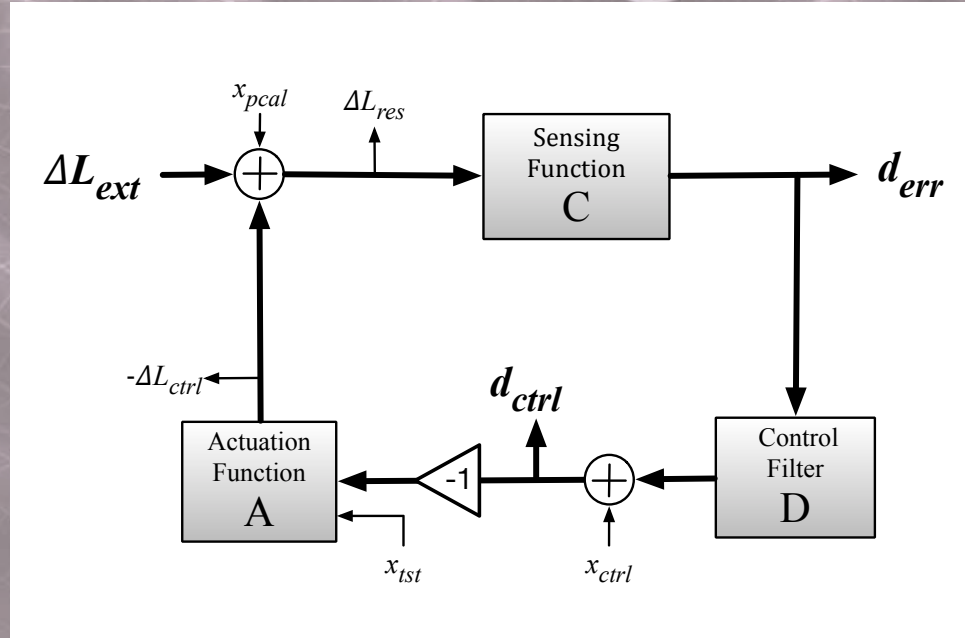 x_pcal
ΔL_res
ΔL_ext
Sensing
Function
C
d_err
-ΔL_ctrl
d_ctrl
Actuation
Function
A
-1
Control
Filter
D
x_tst
x_ctrl